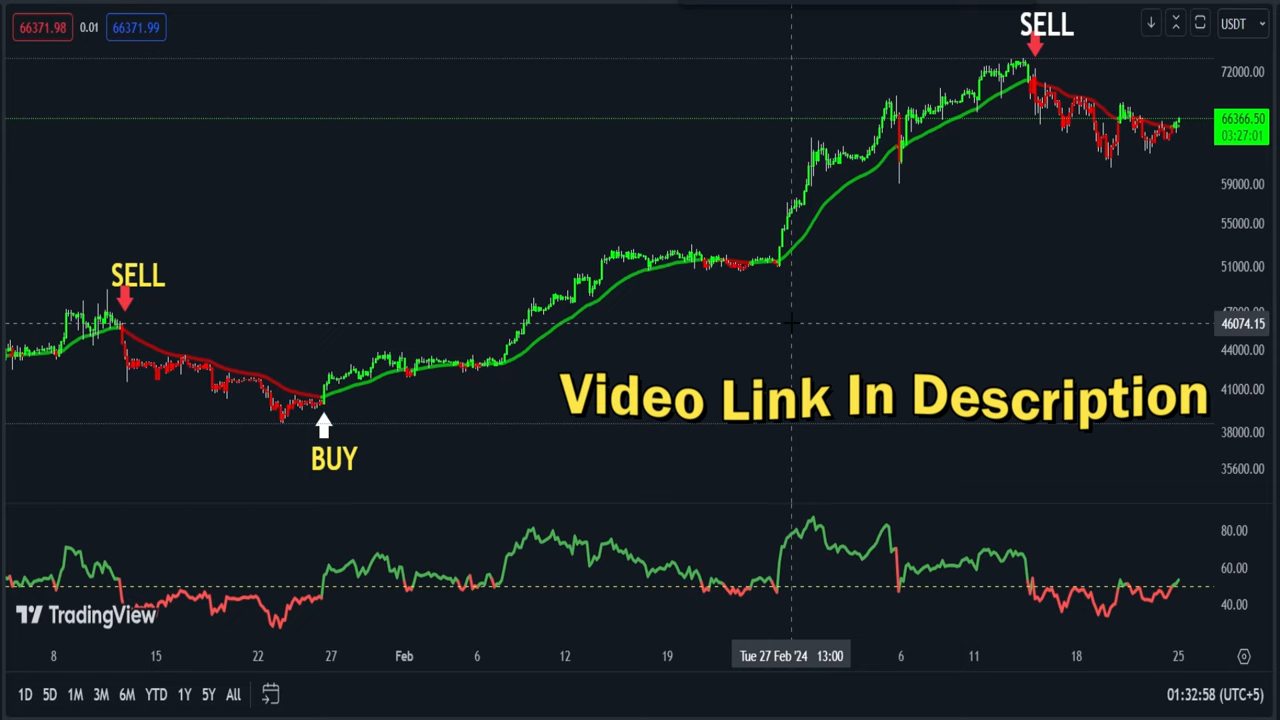 66371.98 0.01 66371.99
SELL
USDT
72000.00
66366.50
03:27:01
59000.00
55000.00
51000.00
SELL
46074.15
44000.00
41000.00
Video Link In Description
38000.00
BUY
35600.00
80.00
60.00
40.00
TradingView
8 15 22 27 Feb 6 12 19 Tue 27 Feb '24 13:00 6 11 18 25
1D 5D 1M 3M 6M YTD 1Y 5Y All
01:32:58 (UTC+5)